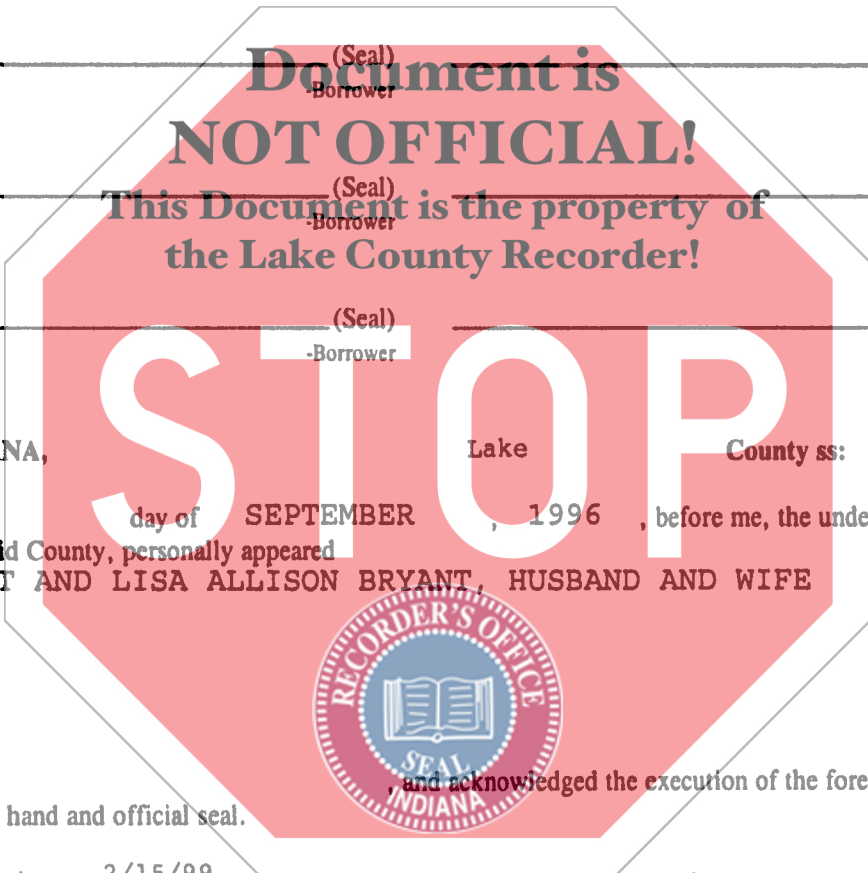 (Seal)
Document is
-Borrower
NOT OFFICIAL!
(Seal)
This Document is the property of
-Borrower
the Lake County Recorder!
(Seal)
-Borrower
STOP
NA, Lake County ss:
day of SEPTEMBER , 1996 , before me, the unde
id County, personally appeared
T AND LISA ALLISON BRYANT, HUSBAND AND WIFE
RECORDER'S OFFICE
SEAL
INDIANA
, and acknowledged the execution of the fore
hand and official seal.
2/15/99